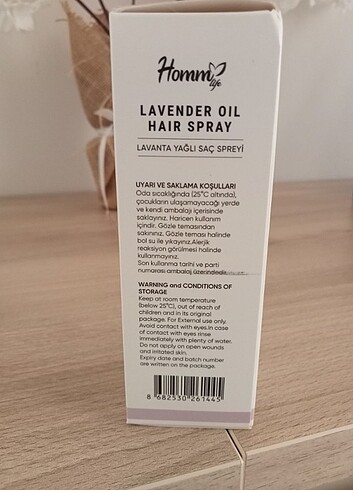 Homm
life
LAVENDER OIL
HAIR SPRAY
LAVANTA YAĞLI SAÇ SPREYİ
UYARI VE SAKLAMA KOŞULLARI
Oda sıcaklığında (25°C altında),
çocukların ulaşamayacağı yerde
ve kendi ambalajı içerisinde
saklayınız. Haricen kullanım
içindir. Gözle temasından
sakınınız. Gözle teması halinde
bol su ile yıkayınız.Alerjik
reaksiyon görülmesi halinde
kullanmayınız.
Son kullanma tarihi ve parti
numarası ambalaj üzerindedir.
WARNING and CONDITIONS OF
STORAGE
Keep at room temperature
(below 25°C), out of reach of
children and in its original
package. For External use only.
Avoid contact with eyes.In case
of contact with eyes rinse
immediately with plenty of water.
Do not apply on open wounds
and irritated skin.
Expiry date and batch number
are written on the package.
8 682530 261445